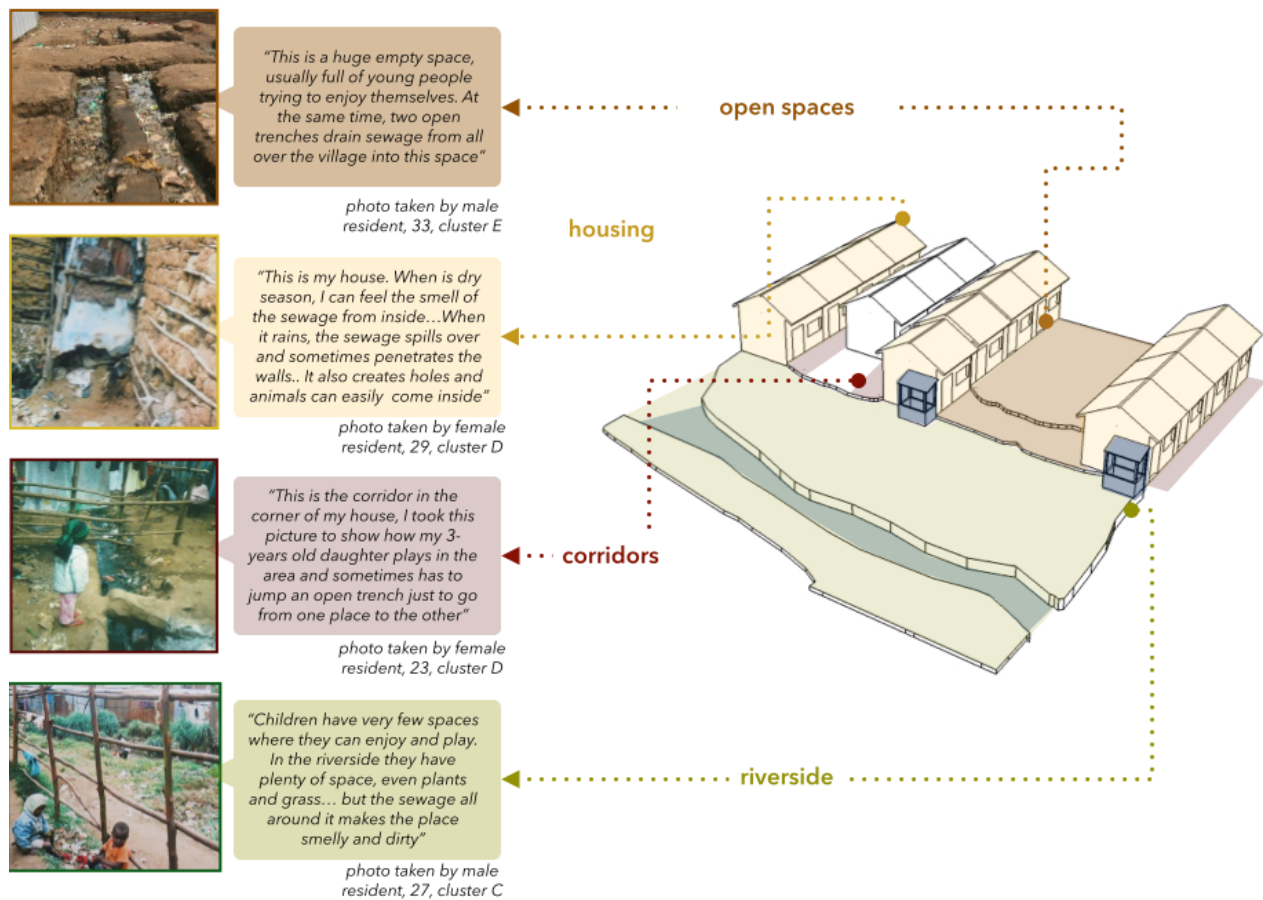 “This is a huge empty space,
usually full of young people
trying to enjoy themselves. At
the same time, two open
trenches drain sewage from all
over the village into this space”
photo taken by male
resident, 33, cluster E
open spaces
housing
“This is my house. When is dry
season, I can feel the smell of
the sewage from inside…When
it rains, the sewage spills over
and sometimes penetrates the
walls.. It also creates holes and
animals can easily come inside”
photo taken by female
resident, 29, cluster D
“This is the corridor in the
corner of my house, I took this
picture to show how my 3-
years old daughter plays in the
area and sometimes has to
jump an open trench just to go
from one place to the other”
photo taken by female
resident, 23, cluster D
corridors
“Children have very few spaces
where they can enjoy and play.
In the riverside they have
plenty of space, even plants
and grass… but the sewage all
around it makes the place
smelly and dirty”
photo taken by male
resident, 27, cluster C
riverside